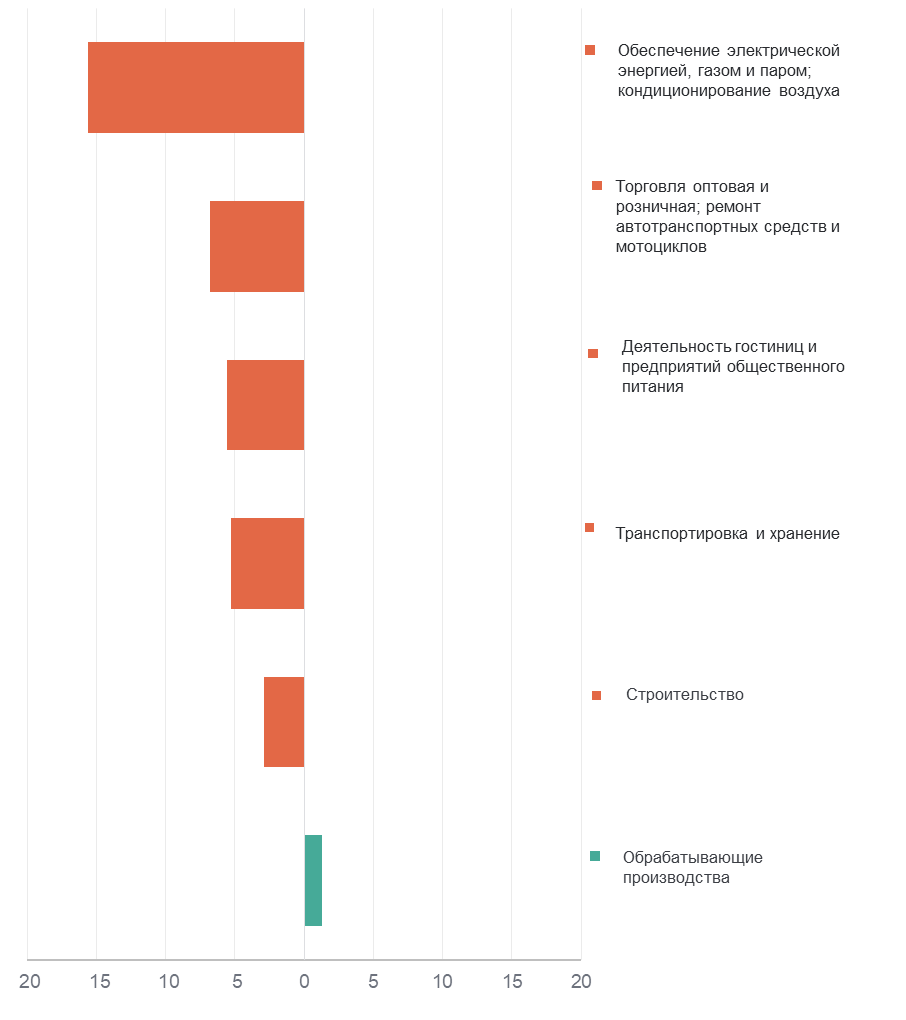 Обеспечение электрической
энергией, газом и паром;
кондиционирование воздуха
Торговля оптовая и
розничная; ремонт
автотранспортных средств и
мотоциклов
Деятельность гостиниц и
предприятий общественного
питания
Транспортировка и хранение
Строительство
Обрабатывающие
производства
20 15 10 5 0 5 10 15 20